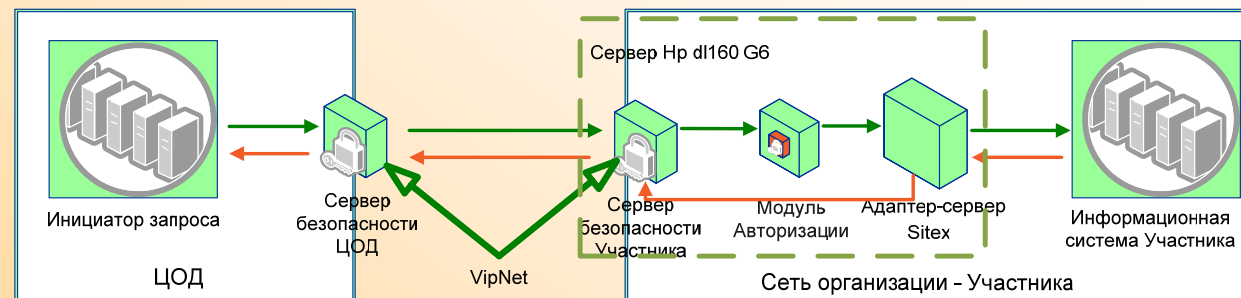 Сервер Hp dl160 G6
Инициатор запроса
Сервер
безопасности
ЦОД
Сервер
безопасности
Участника
Модуль
Авторизации
Адаптер-сервер
Sitex
Информационная
система Участника
ЦОД
VipNet
Сеть организации - Участника